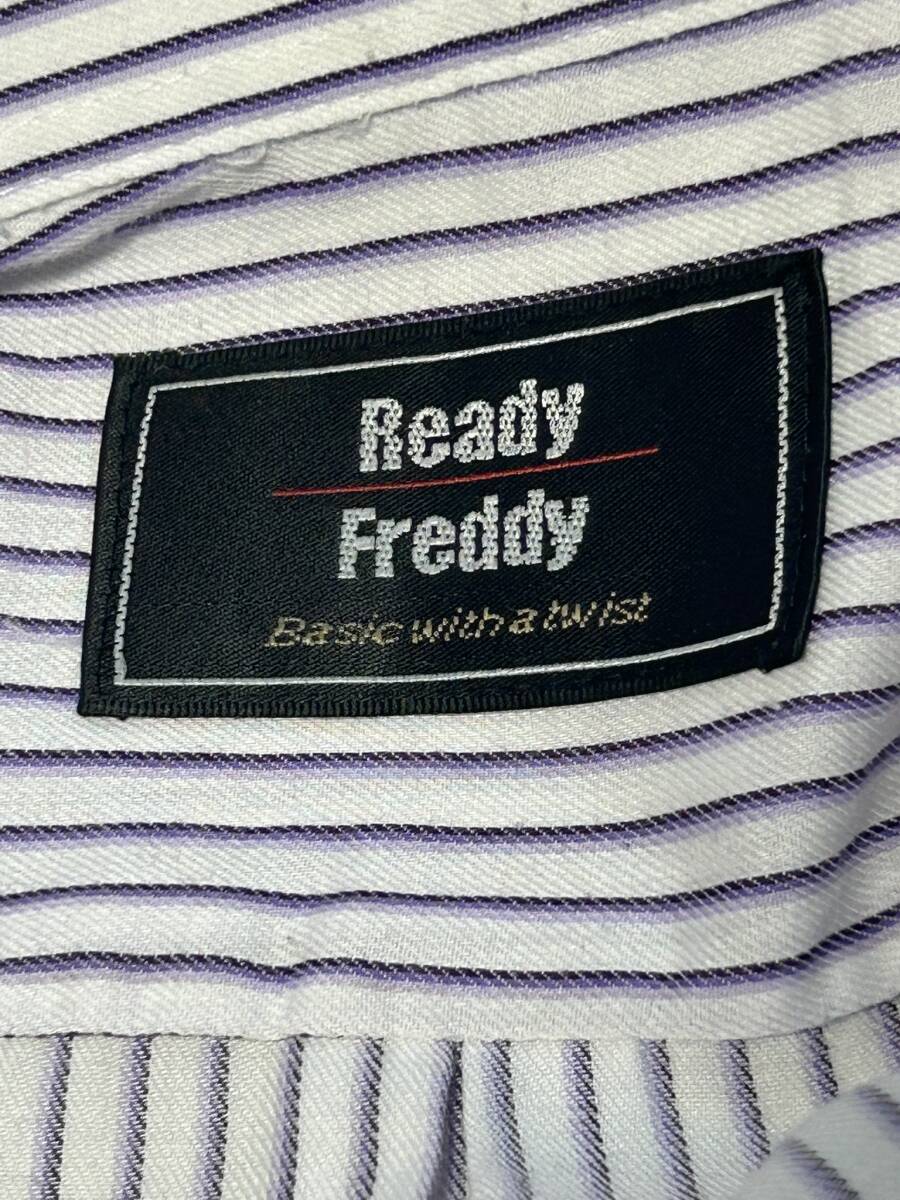 Ready
Freddy
Basic with a twist